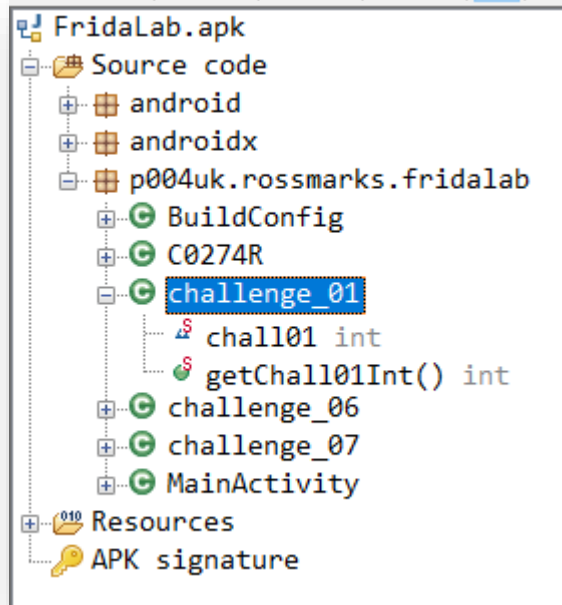 FridaLab.apk
Source code
android
androidx
p004uk.rossmarks.fridalab
BuildConfig
C0274R
challenge_01
chall01 int
getChall01Int() int
challenge_06
challenge_07
MainActivity
Resources
APK signature